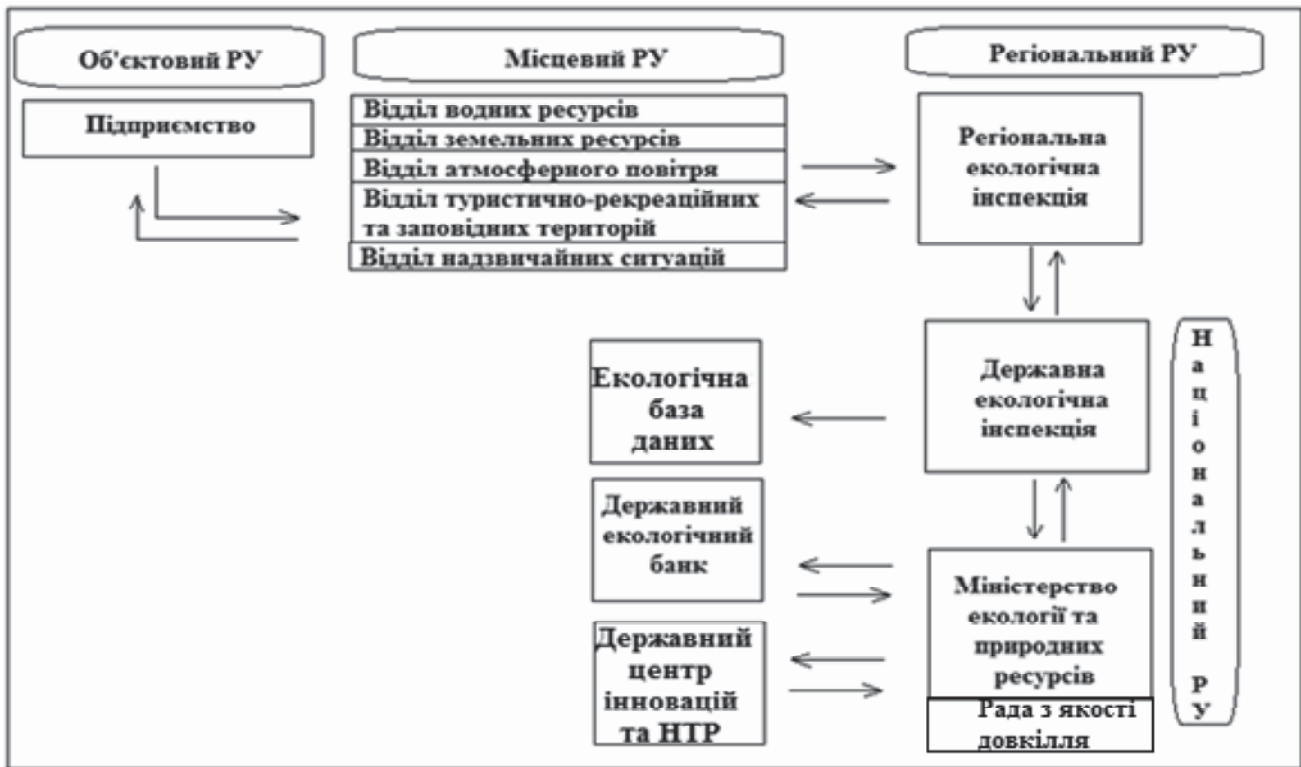 Об'єктовий РУ
Місцевий РУ
Регіональний РУ
Підприємство
Відділ водних ресурсів
Відділ земельних ресурсів
Відділ атмосферного повітря
Відділ туристично-рекреаційних
та заповідних територій
Відділ надзвичайних ситуацій
Регіональна
екологічна
інспекція
Екологічна
база
даних
Державна
екологічна
інспекція
Національний РУ
Державний
екологічний
банк
Міністерство
екології та
природних
ресурсів
Державний
центр
інновацій
та НТР
Рада з якості
довкілля